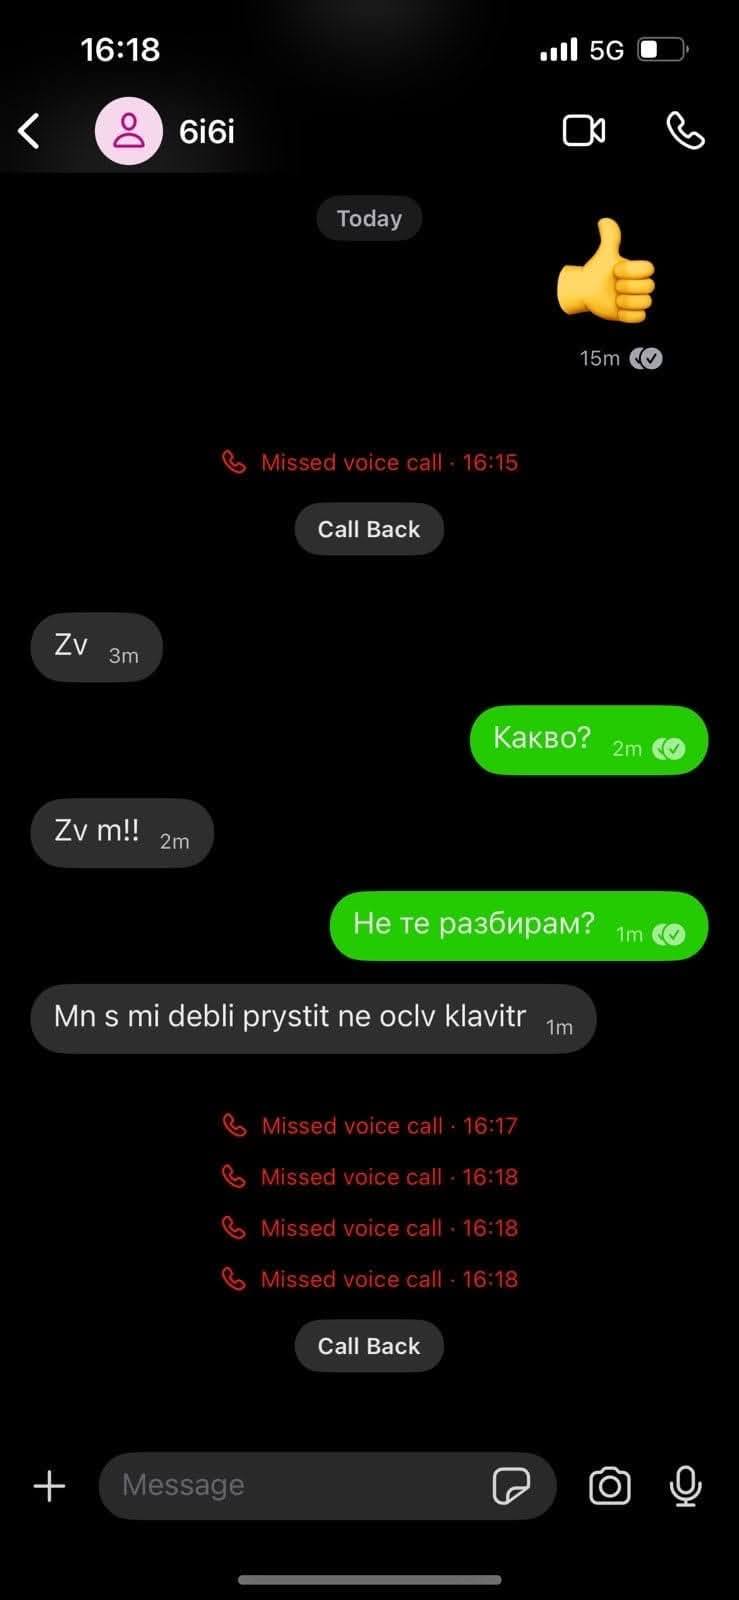 16:18
5G
6i6i
Today
15m
Missed voice call · 16:15
Call Back
Zv 3m
Какво? 2m
Zv m!! 2m
Не те разбирам? 1m
Mn s mi debli prystit ne oclv klavitr 1m
Missed voice call · 16:17
Missed voice call · 16:18
Missed voice call · 16:18
Missed voice call · 16:18
Call Back
Message